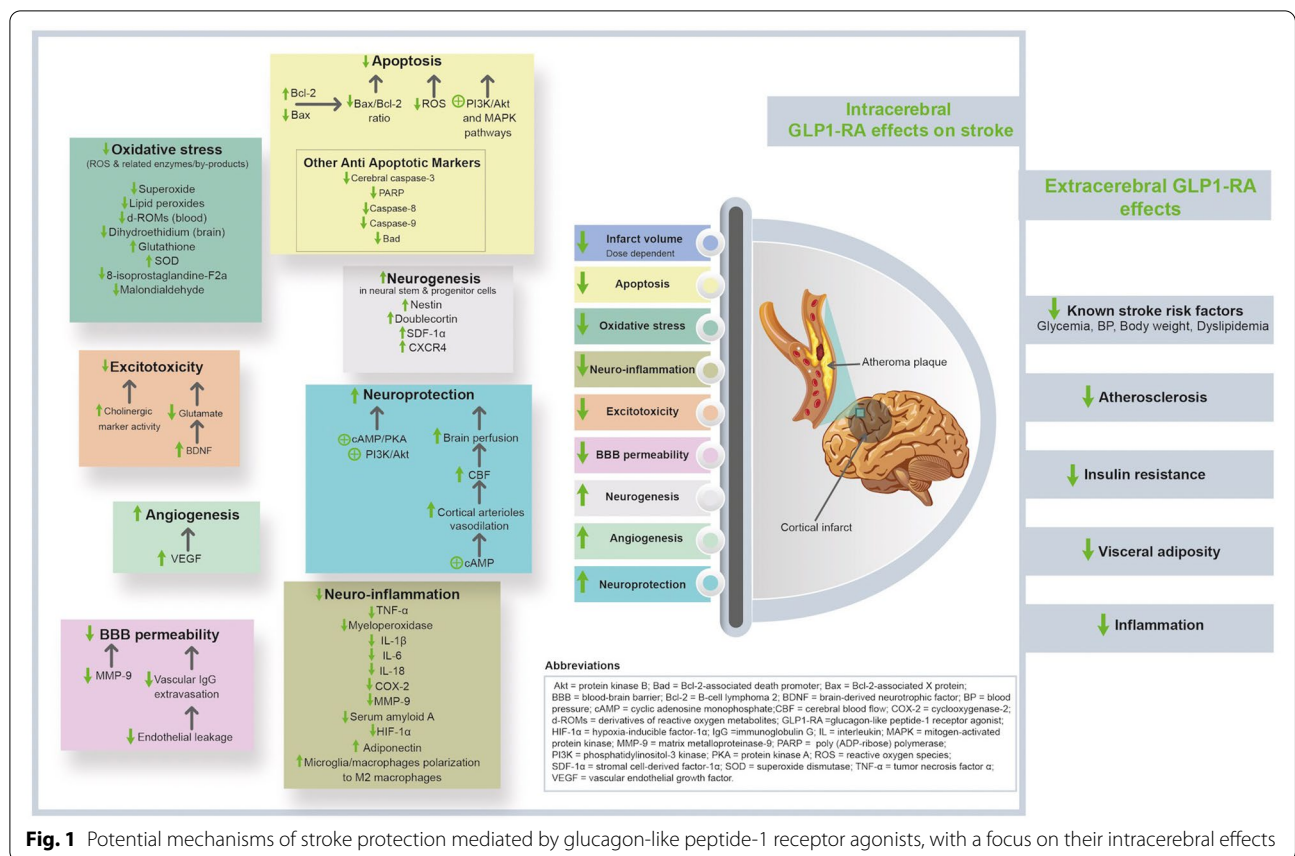 ↓Apoptosis
↑Bcl-2
↓Bax
↓Bax/Bcl-2
ratio
↓ROS
⊕PI3K/Akt
and MAPK
pathways
Other Anti Apoptotic Markers
↓Cerebral caspase-3
↓PARP
↓Caspase-8
↓Caspase-9
↓Bad
↓Oxidative stress
(ROS & related enzymes/by-products)
↓Superoxide
↓Lipid peroxides
↓d-ROMs (blood)
↓Dihydroethidium (brain)
↑Glutathione
↑SOD
↓8-isoprostaglandine-F2a
↓Malondialdehyde
↑Neurogenesis
in neural stem & progenitor cells
↑Nestin
↑Doublecortin
↑SDF-1α
↑CXCR4
↓Excitotoxicity
↑Cholinergic
marker activity
↓Glutamate
↑BDNF
↑Neuroprotection
⊕cAMP/PKA
⊕ PI3K/Akt
↑Brain perfusion
↑ CBF
↑Cortical arterioles
vasodilation
⊕cAMP
↑ Angiogenesis
↑ VEGF
↓Neuro-inflammation
↓TNF-α
↓Myeloperoxidase
↓ IL-1β
↓ IL-6
↓ IL-18
↓COX-2
↓MMP-9
↓Serum amyloid A
↓HIF-1α
↑ Adiponectin
↑Microglia/macrophages polarization
to M2 macrophages
↓ BBB permeability
↓MMP-9
↓Vascular IgG
extravasation
↓Endothelial leakage
Intracerebral
GLP1-RA effects on stroke
↓ Infarct volume
Dose dependent
↓ Apoptosis
↓ Oxidative stress
↓ Neuro-inflammation
↓ Excitotoxicity
↓ BBB permeability
↑ Neurogenesis
↑ Angiogenesis
↑ Neuroprotection
Atheroma plaque
Cortical infarct
Extracerebral GLP1-RA
effects
↓ Known stroke risk factors
Glycemia, BP, Body weight, Dyslipidemia
↓ Atherosclerosis
↓ Insulin resistance
↓ Visceral adiposity
↓ Inflammation
Abbreviations
Akt = protein kinase B; Bad = Bcl-2-associated death promoter; Bax = Bcl-2-associated X protein;
BBB = blood-brain barrier; Bcl-2 = B-cell lymphoma 2; BDNF = brain-derived neurotrophic factor; BP = blood
pressure; cAMP = cyclic adenosine monophosphate;CBF = cerebral blood flow; COX-2 = cyclooxygenase-2;
d-ROMs = derivatives of reactive oxygen metabolites; GLP1-RA =glucagon-like peptide-1 receptor agonist;
HIF-1α = hypoxia-inducible factor-1α; IgG =immunoglobulin G; IL = interleukin; MAPK = mitogen-activated
protein kinase; MMP-9 = matrix metalloproteinase-9; PARP = poly (ADP-ribose) polymerase;
PI3K = phosphatidylinositol-3 kinase; PKA = protein kinase A; ROS = reactive oxygen species;
SDF-1α = stromal cell-derived factor-1α; SOD = superoxide dismutase; TNF-α = tumor necrosis factor α;
VEGF = vascular endothelial growth factor.
Fig. 1 Potential mechanisms of stroke protection mediated by glucagon-like peptide-1 receptor agonists, with a focus on their intracerebral effects